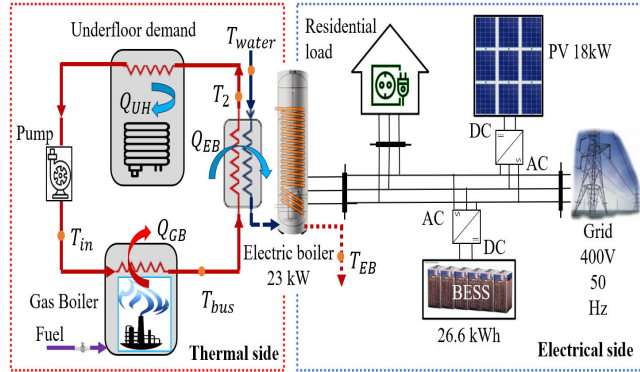 Underfloor demand
T_water
Residential
load
PV 18kW
Q_UH
T_2
Pump
Q_EB
DC
AC
T_in
Q_GB
AC
DC
Grid
400V
50
Hz
Electric boiler
23 kW
T_EB
Gas Boiler
T_bus
BESS
Fuel
26.6 kWh
Thermal side
Electrical side